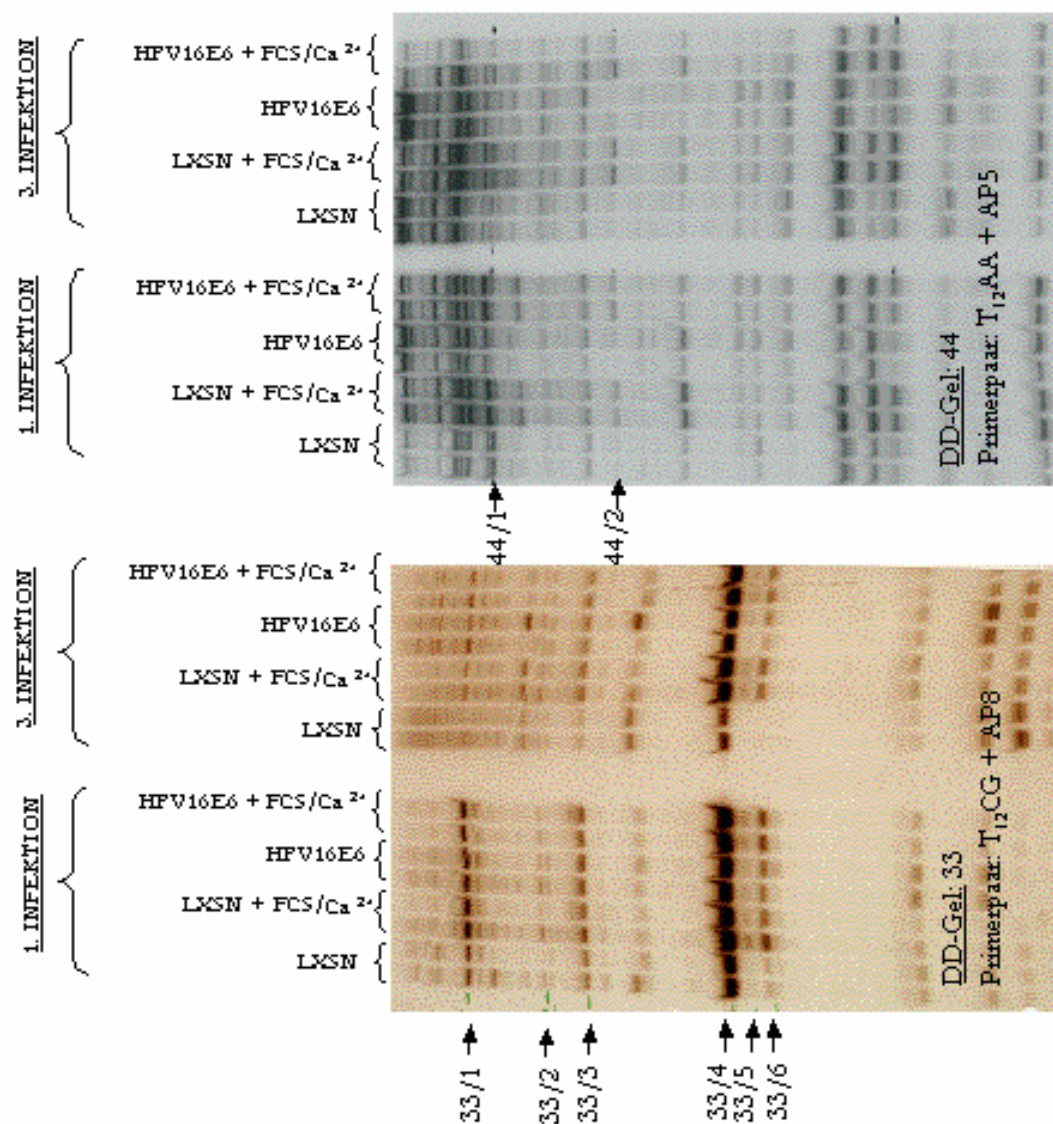 3. INFEKTION
HPV16E6 + FCS/Ca 2+
HPV16E6
LXSN + FCS/Ca 2+
LXSN
1. INFEKTION
HPV16E6 + FCS/Ca 2+
HPV16E6
LXSN + FCS/Ca 2+
LXSN
44/1
44/2
DD-Gel: 44
Primerpaar: T12AA + AP5
3. INFEKTION
HPV16E6 + FCS/Ca 2+
HPV16E6
LXSN + FCS/Ca 2+
LXSN
1. INFEKTION
HPV16E6 + FCS/Ca 2+
HPV16E6
LXSN + FCS/Ca 2+
LXSN
33/1
33/2
33/3
33/4
33/5
33/6
DD-Gel: 33
Primerpaar: T12CG + AP8